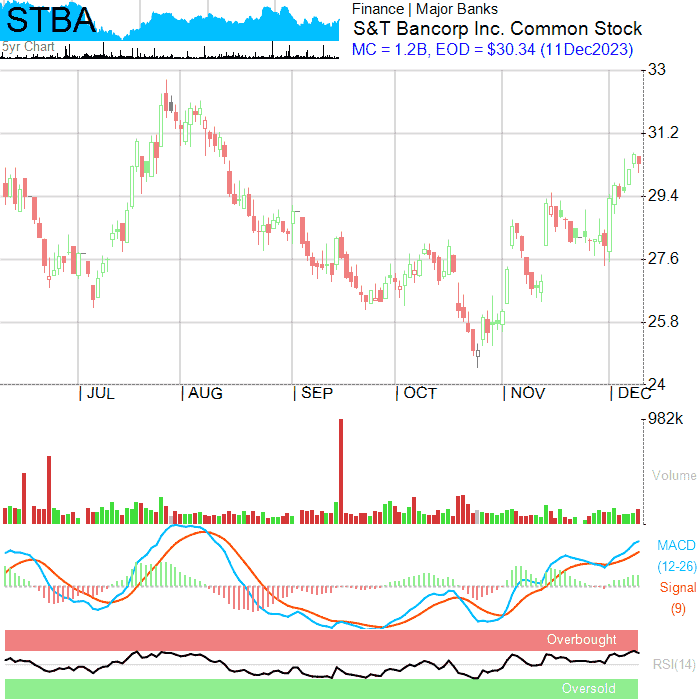 STBA
5yr Chart
Finance | Major Banks
S&T Bancorp Inc. Common Stock
MC = 1.2B, EOD = $30.34 (11Dec2023)
33
31.2
29.4
27.6
25.8
24
JUL AUG SEP OCT NOV DEC
982k
Volume
MACD
(12-26)
Signal
(9)
Overbought
RSI(14)
Oversold